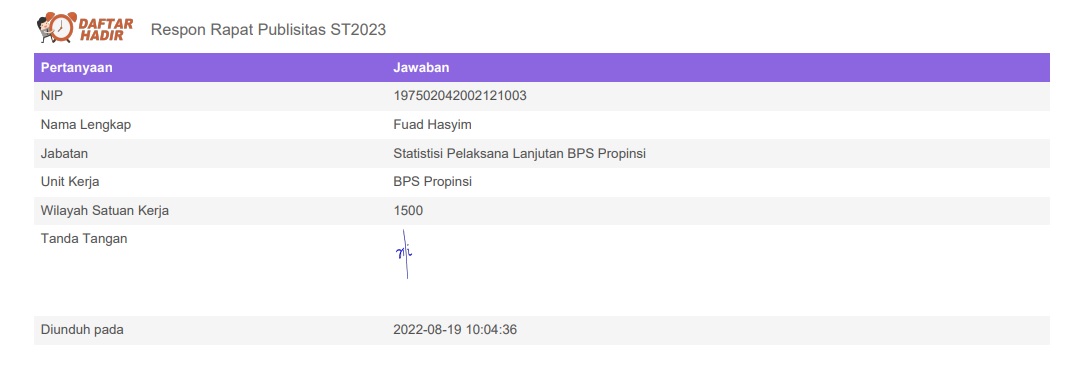 DAFTAR
HADIR
Respon Rapat Publisitas ST2023
Pertanyaan Jawaban
NIP 197502042002121003
Nama Lengkap Fuad Hasyim
Jabatan Statistisi Pelaksana Lanjutan BPS Propinsi
Unit Kerja BPS Propinsi
Wilayah Satuan Kerja 1500
Tanda Tangan
Diunduh pada 2022-08-19 10:04:36